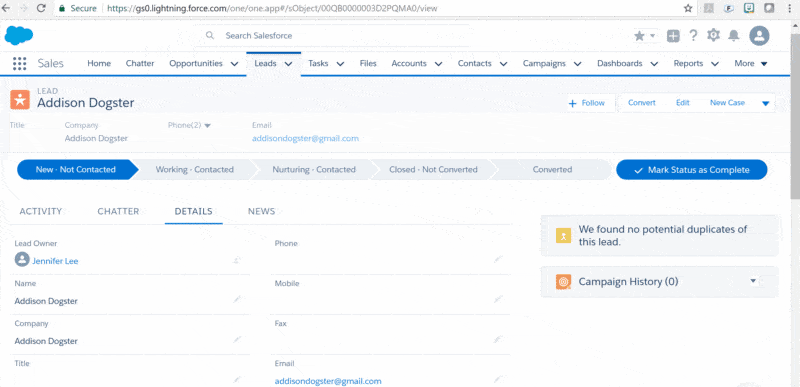 Secure https://gs0.lightning.force.com/one/one.app#/sObject/00QB0000003D2PQMA0/view
Search Salesforce
Sales Home Chatter Opportunities Leads Tasks Files Accounts Contacts Campaigns Dashboards Reports More
LEAD
Addison Dogster
+ Follow Convert Edit New Case
Title Company Phone(2) Email
Addison Dogster addisondogster@gmail.com
New - Not Contacted Working - Contacted Nurturing - Contacted Closed - Not Converted Converted Mark Status as Complete
ACTIVITY CHATTER DETAILS NEWS
We found no potential duplicates of
this lead.
Campaign History (0)
Lead Owner Phone
Jennifer Lee
Name Mobile
Addison Dogster
Company Fax
Addison Dogster
Title Email
addisondogster@gmail.com